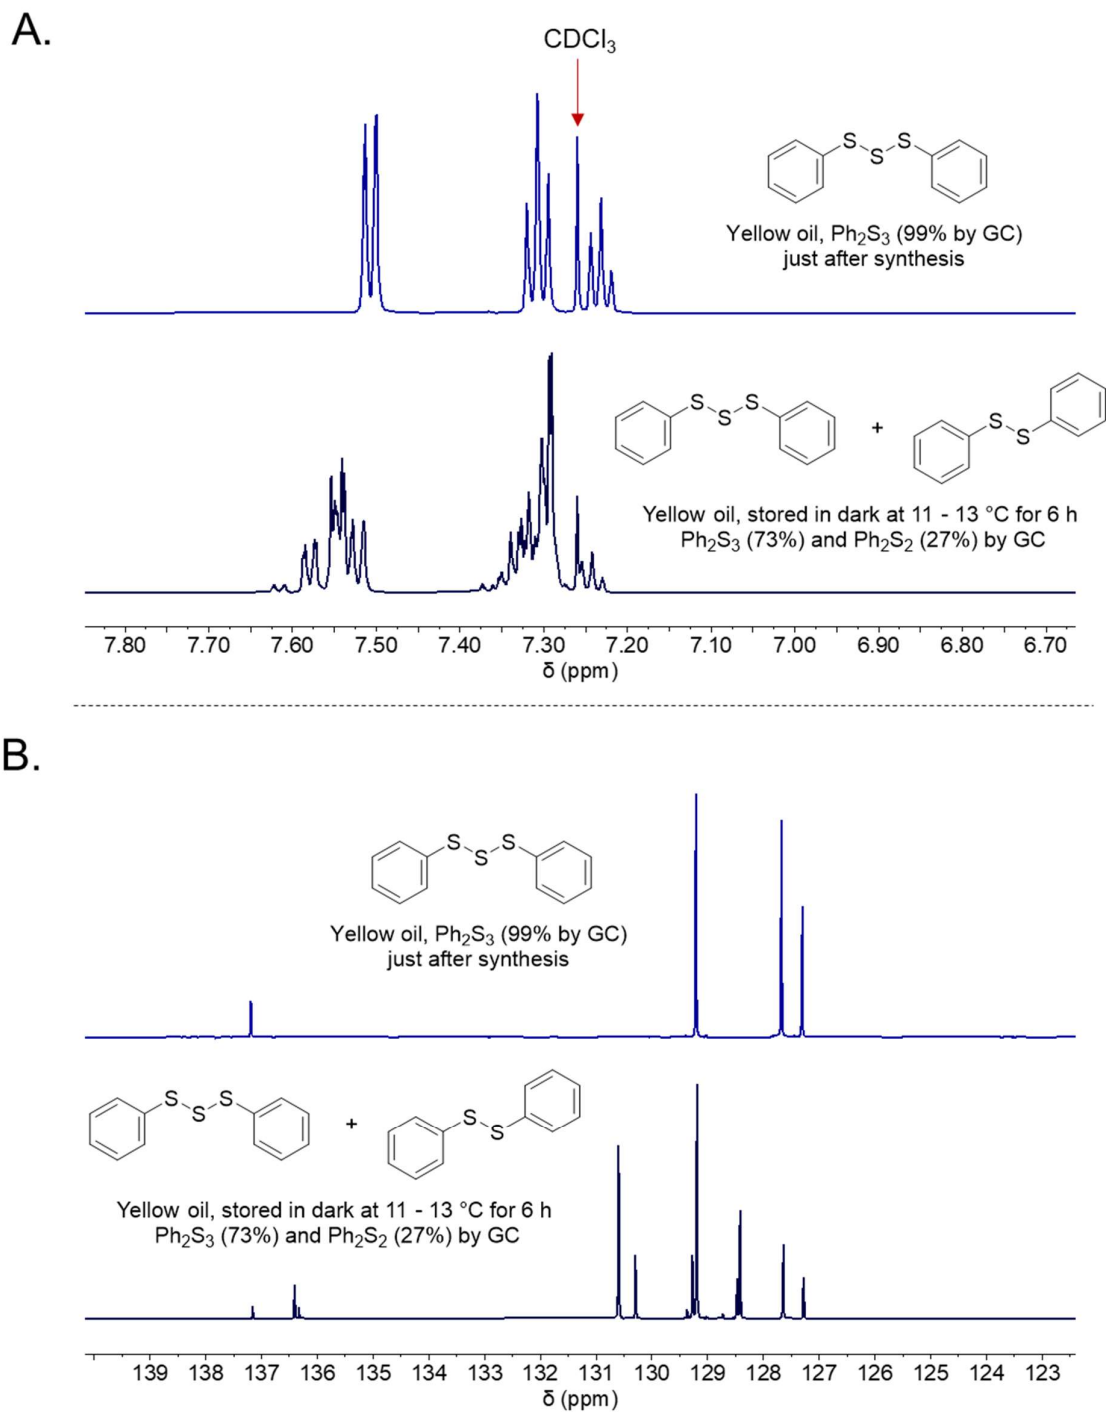 A.
CDCl₃
S S S
Yellow oil, Ph₂S₃ (99% by GC)
just after synthesis
S S S + S S
Yellow oil, stored in dark at 11 - 13 °C for 6 h
Ph₂S₃ (73%) and Ph₂S₂ (27%) by GC
7.80 7.70 7.60 7.50 7.40 7.30 7.20 7.10 7.00 6.90 6.80 6.70
δ (ppm)
B.
S S S
Yellow oil, Ph₂S₃ (99% by GC)
just after synthesis
S S S + S S
Yellow oil, stored in dark at 11 - 13 °C for 6 h
Ph₂S₃ (73%) and Ph₂S₂ (27%) by GC
139 138 137 136 135 134 133 132 131 130 129 128 127 126 125 124 123
δ (ppm)